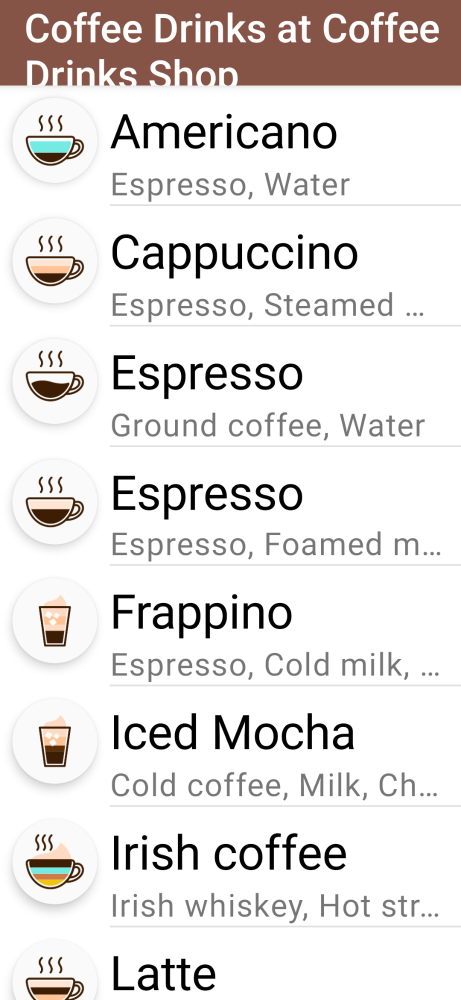 Coffee Drinks at Coffee
Drinks Shop
Americano
Espresso, Water
Cappuccino
Espresso, Steamed ...
Espresso
Ground coffee, Water
Espresso
Espresso, Foamed m...
Frappino
Espresso, Cold milk, ...
Iced Mocha
Cold coffee, Milk, Ch...
Irish coffee
Irish whiskey, Hot str...
Latte